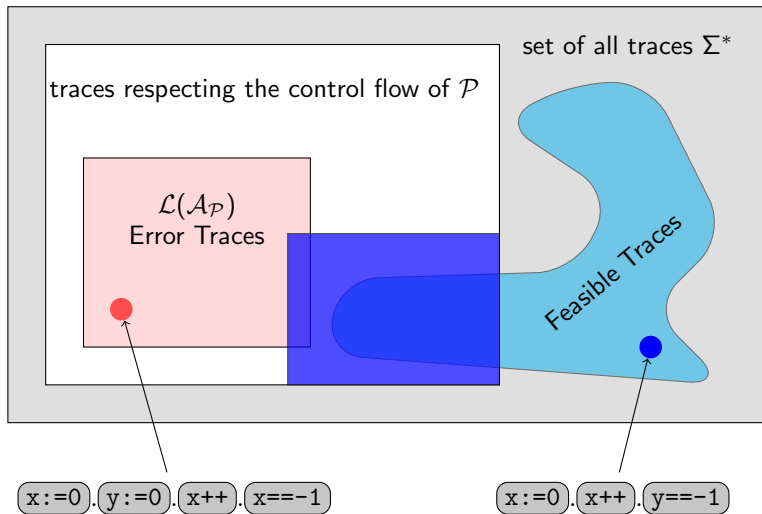 set of all traces Σ*
traces respecting the control flow of 𝒫
ℒ(𝒜_𝒫)
Error Traces
Feasible Traces
x:=0.y:=0.x++.x==-1
x:=0.x++.y==-1